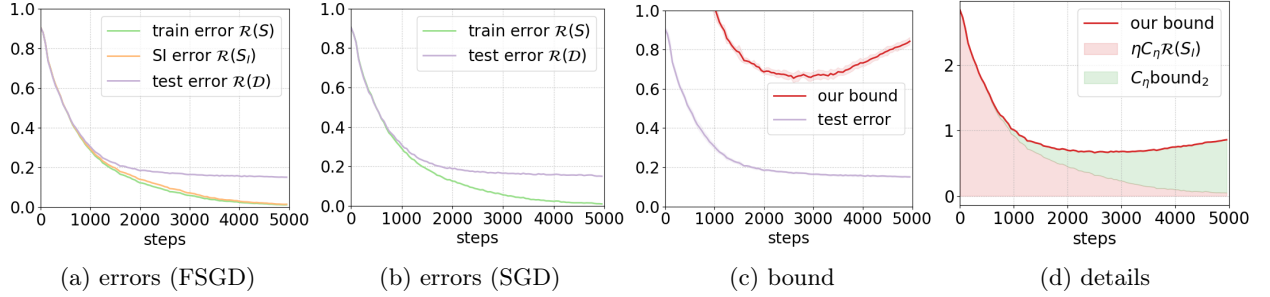 1.0
0.8
0.6
0.4
0.2
0.0
0 1000 2000 3000 4000 5000
steps
train error R(S)
SI error R(S_I)
test error R(D)
(a) errors (FSGD)
1.0
0.8
0.6
0.4
0.2
0.0
0 1000 2000 3000 4000 5000
steps
train error R(S)
test error R(D)
(b) errors (SGD)
1.0
0.8
0.6
0.4
0.2
0.0
0 1000 2000 3000 4000 5000
steps
our bound
test error
(c) bound
2
1
0
0 1000 2000 3000 4000 5000
steps
our bound
ηC_ηR(S_I)
C_ηbound₂
(d) details